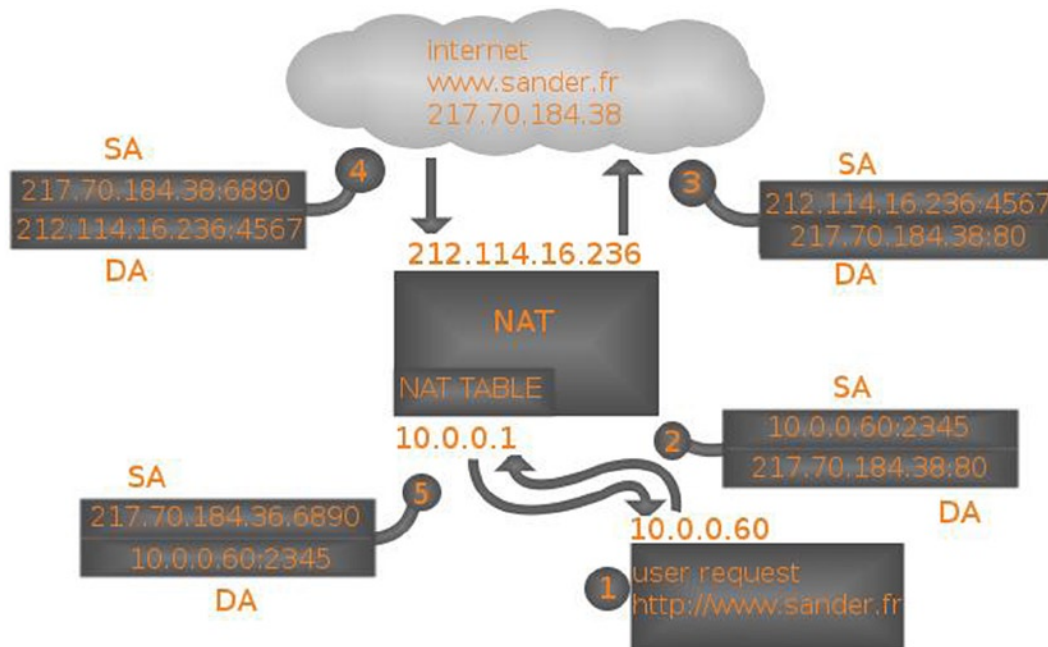 internet
www.sander.fr
217.70.184.38
SA
4
217.70.184.38:6890
212.114.16.236:4567
DA
3
SA
212.114.16.236:4567
217.70.184.38:80
DA
212.114.16.236
NAT
NAT TABLE
10.0.0.1
2
SA
10.0.0.60:2345
217.70.184.38:80
DA
SA
5
217.70.184.36.6890
10.0.0.60:2345
DA
10.0.0.60
1
user request
http://www.sander.fr